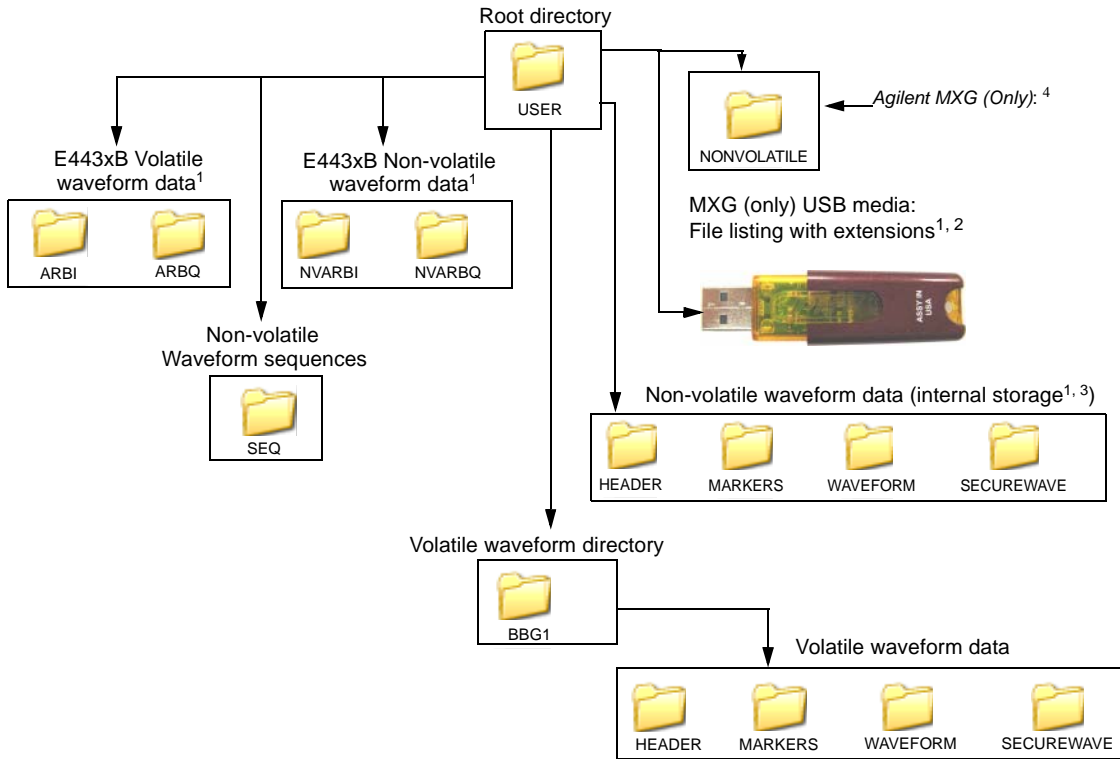 Root directory
USER
Agilent MXG (Only): 4
NONVOLATILE
E443xB Volatile
waveform data1
ARBI
ARBQ
E443xB Non-volatile
waveform data1
NVARBI
NVARBQ
MXG (only) USB media:
File listing with extensions1, 2
ASSY IN
USA
Non-volatile
Waveform sequences
SEQ
Non-volatile waveform data (internal storage1, 3)
HEADER
MARKERS
WAVEFORM
SECUREWAVE
Volatile waveform directory
BBG1
Volatile waveform data
HEADER
MARKERS
WAVEFORM
SECUREWAVE